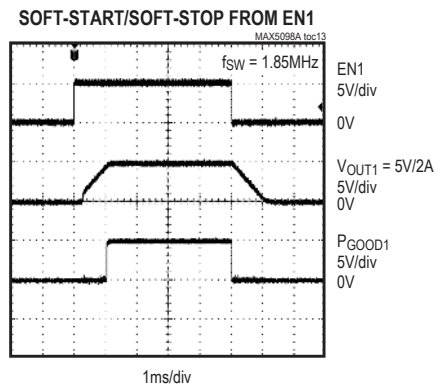 SOFT-START/SOFT-STOP FROM EN1
MAX5098A toc13
fSW = 1.85MHz
EN1
5V/div
0V
VOUT1 = 5V/2A
5V/div
0V
PGOOD1
5V/div
0V
1ms/div